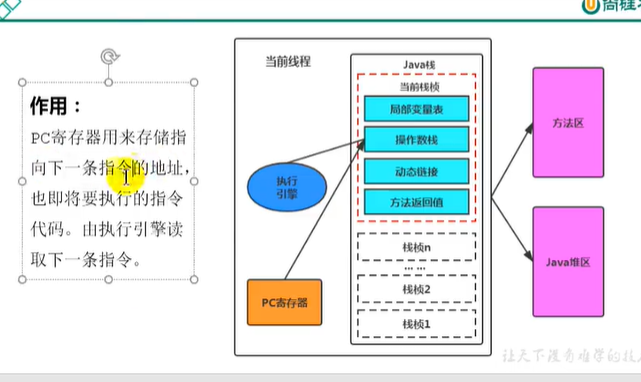 作用：
PC寄存器用来存储指
向下一条指令的地址，
也即将要执行的指令
代码。由执行引擎读
取下一条指令。
当前线程
Java栈
当前栈桢
局部变量表
操作数栈
动态链接
方法返回值
执行
引擎
PC寄存器
栈桢n
... ...
栈桢2
栈桢1
方法区
Java堆区
让天下没有难学的技